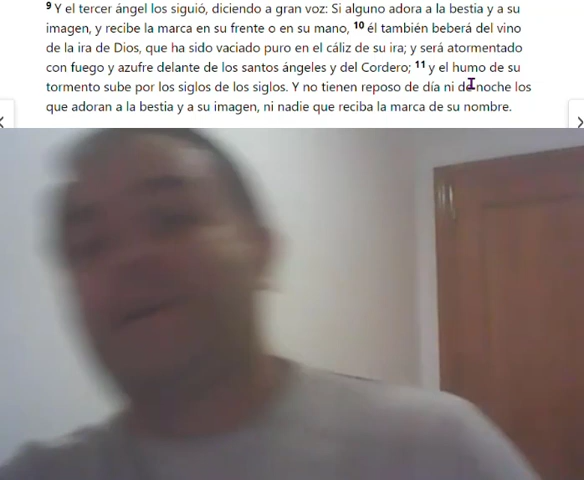 9 Y el tercer ángel los siguió, diciendo a gran voz: Si alguno adora a la bestia y a su
imagen, y recibe la marca en su frente o en su mano, 10 él también beberá del vino
de la ira de Dios, que ha sido vaciado puro en el cáliz de su ira; y será atormentado
con fuego y azufre delante de los santos ángeles y del Cordero; 11 y el humo de su
tormento sube por los siglos de los siglos. Y no tienen reposo de día ni de noche los
que adoran a la bestia y a su imagen, ni nadie que reciba la marca de su nombre.